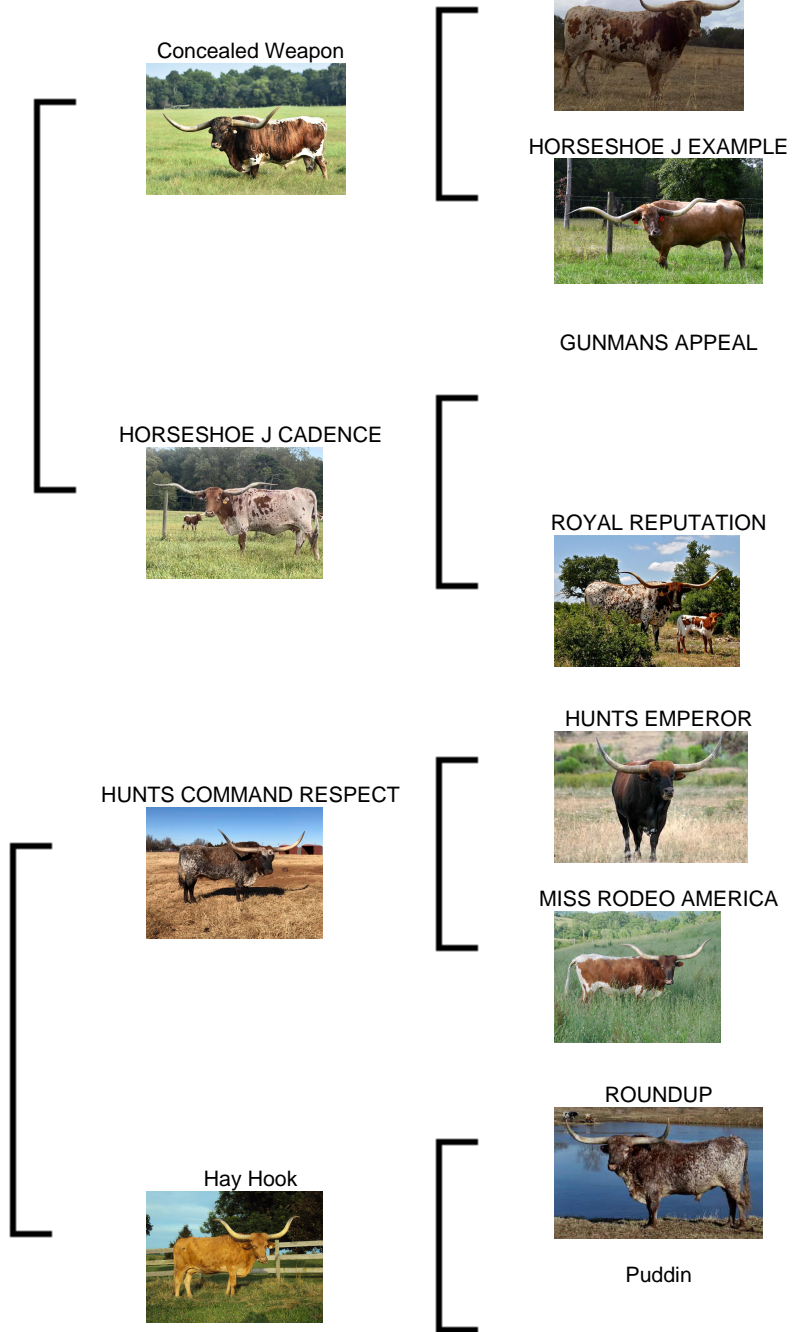 Concealed Weapon
HORSESHOE J EXAMPLE
GUNMANS APPEAL
HORSESHOE J CADENCE
ROYAL REPUTATION
HUNTS EMPEROR
HUNTS COMMAND RESPECT
MISS RODEO AMERICA
ROUNDUP
Hay Hook
Puddin